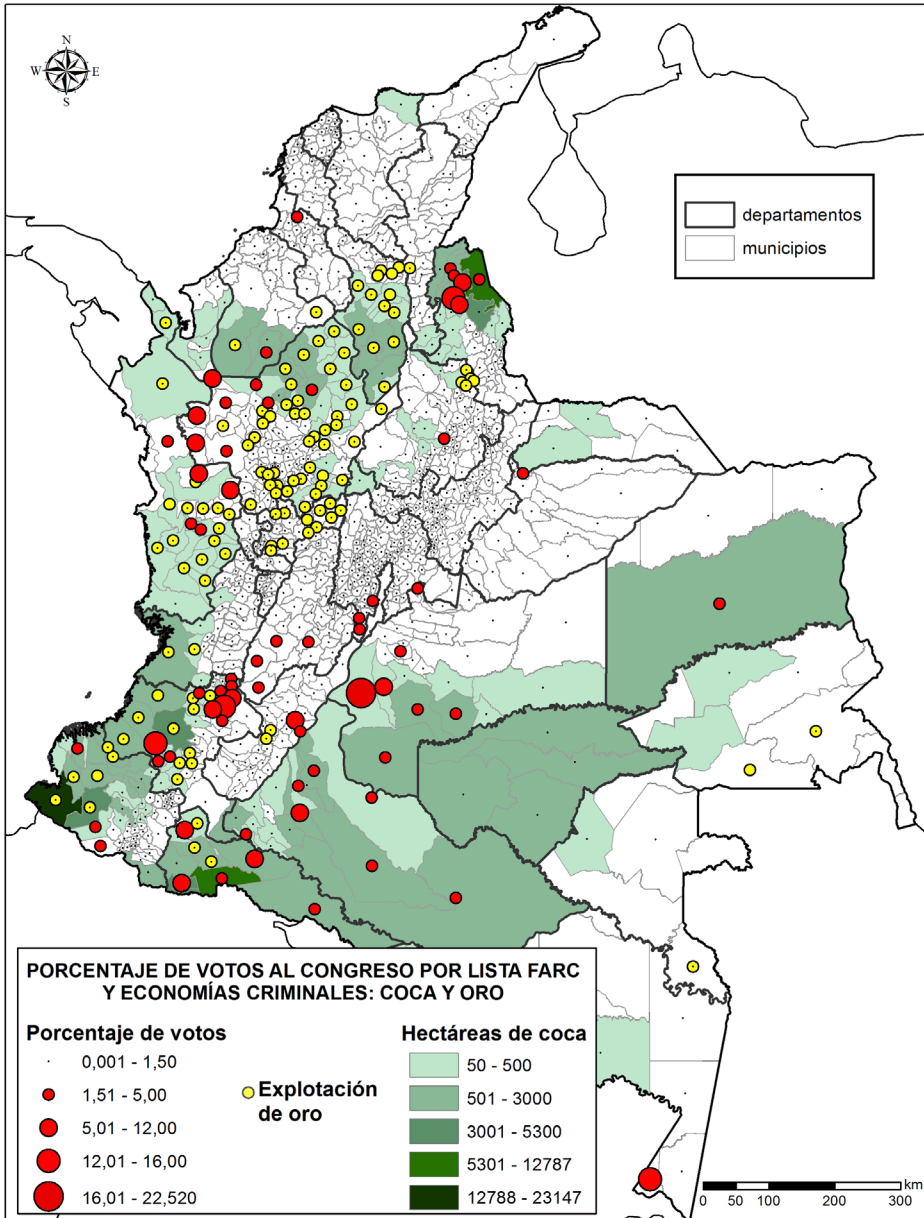 N
W E
S
departamentos
municipios
PORCENTAJE DE VOTOS AL CONGRESO POR LISTA FARC
Y ECONOMÍAS CRIMINALES: COCA Y ORO
Porcentaje de votos
0,001 - 1,50
1,51 - 5,00
5,01 - 12,00
12,01 - 16,00
16,01 - 22,520
Explotación
de oro
Hectáreas de coca
50 - 500
501 - 3000
3001 - 5300
5301 - 12787
12788 - 23147
km
0 50 100 200 300